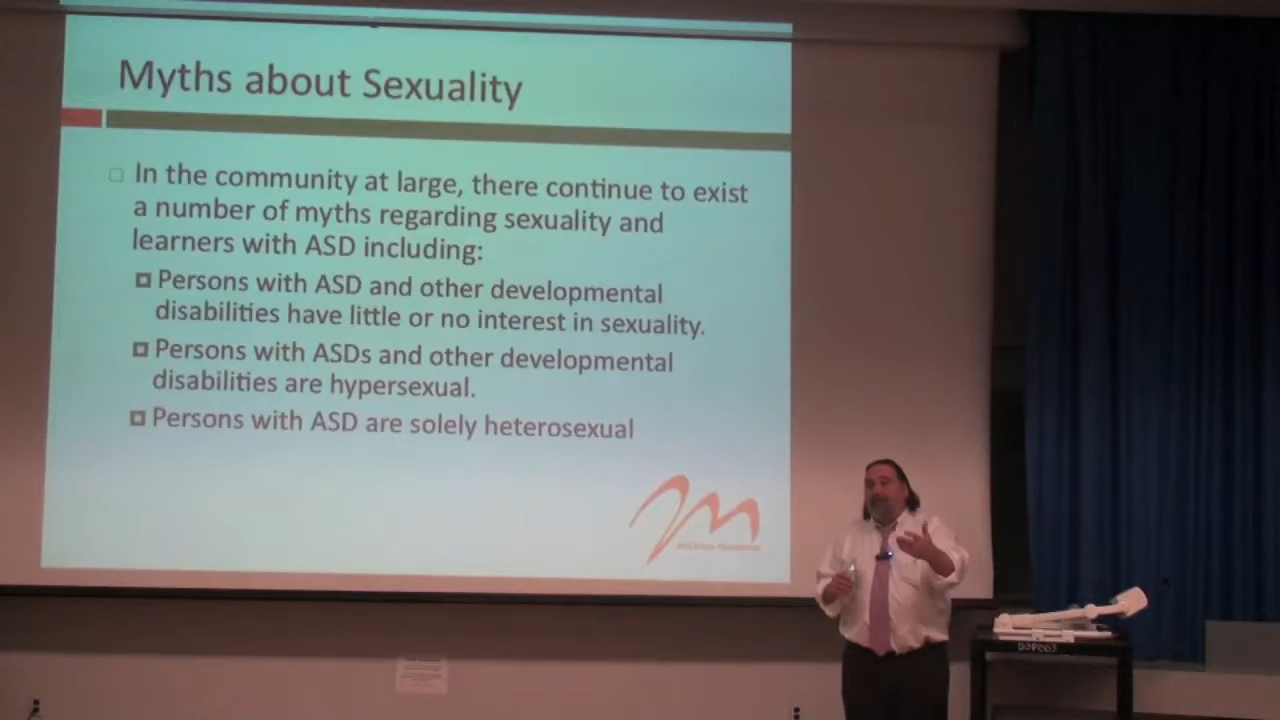 Myths about Sexuality
In the community at large, there continue to exist
a number of myths regarding sexuality and
learners with ASD including:
Persons with ASD and other developmental
disabilities have little or no interest in sexuality.
Persons with ASDs and other developmental
disabilities are hypersexual.
Persons with ASD are solely heterosexual